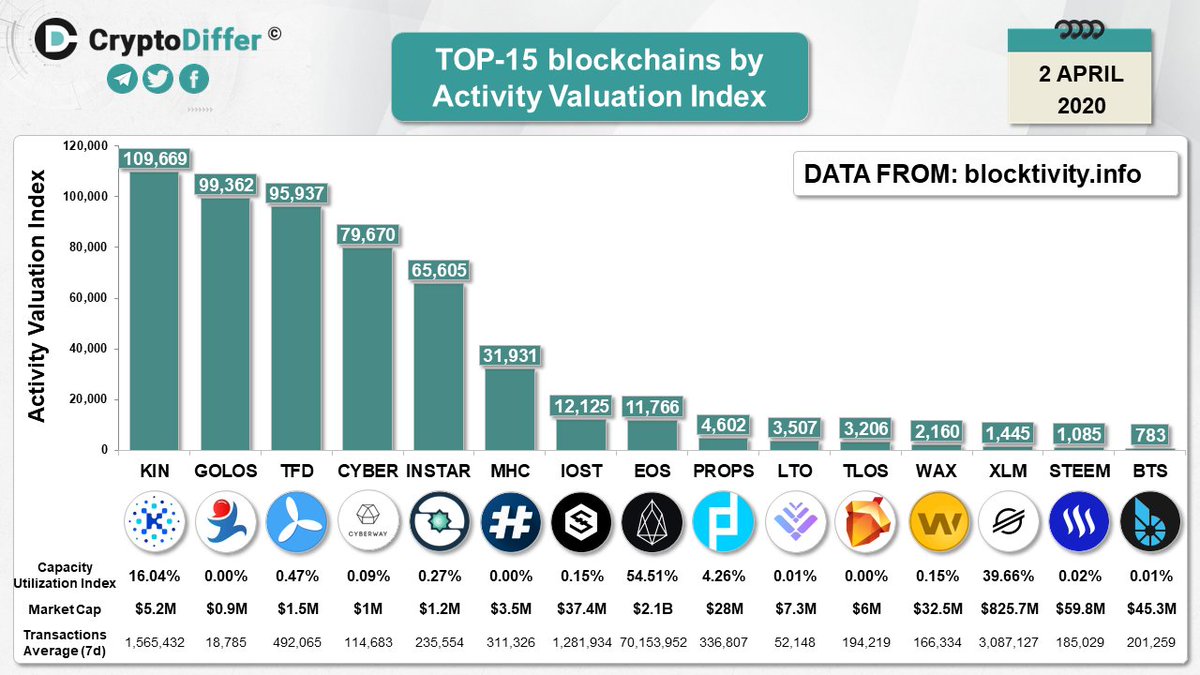 CryptoDiffer ©
TOP-15 blockchains by
Activity Valuation Index
2 APRIL
2020
DATA FROM: blocktivity.info
Activity Valuation Index
120,000
100,000
80,000
60,000
40,000
20,000
0
109,669
99,362
95,937
79,670
65,605
31,931
12,125
11,766
4,602
3,507
3,206
2,160
1,445
1,085
783
KIN GOLOS TFD CYBER INSTAR MHC IOST EOS PROPS LTO TLOS WAX XLM STEEM BTS
CYBERWAY
Capacity
Utilization Index 16.04% 0.00% 0.47% 0.09% 0.27% 0.00% 0.15% 54.51% 4.26% 0.01% 0.00% 0.15% 39.66% 0.02% 0.01%
Market Cap $5.2M $0.9M $1.5M $1M $1.2M $3.5M $37.4M $2.1B $28M $7.3M $6M $32.5M $825.7M $59.8M $45.3M
Transactions
Average (7d) 1,565,432 18,785 492,065 114,683 235,554 311,326 1,281,934 70,153,952 336,807 52,148 194,219 166,334 3,087,127 185,029 201,259